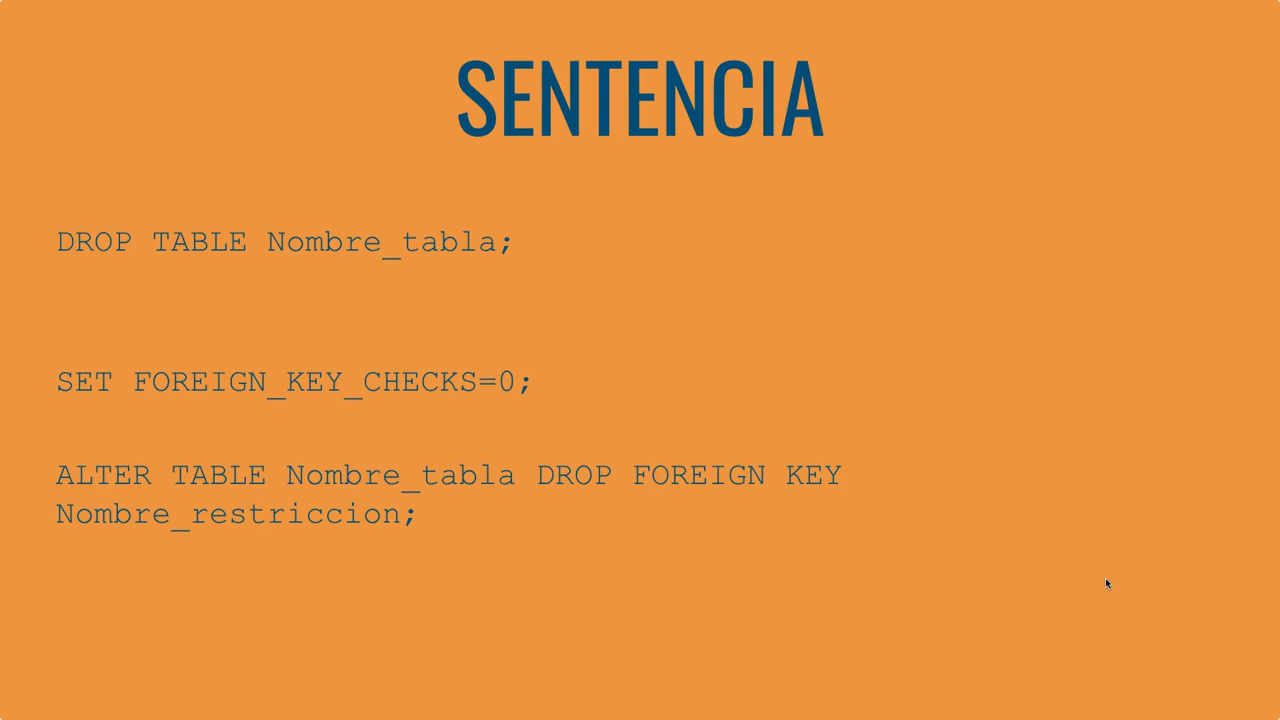 SENTENCIA
DROP TABLE Nombre_tabla;
SET FOREIGN_KEY_CHECKS=0;
ALTER TABLE Nombre_tabla DROP FOREIGN KEY
Nombre_restriccion;